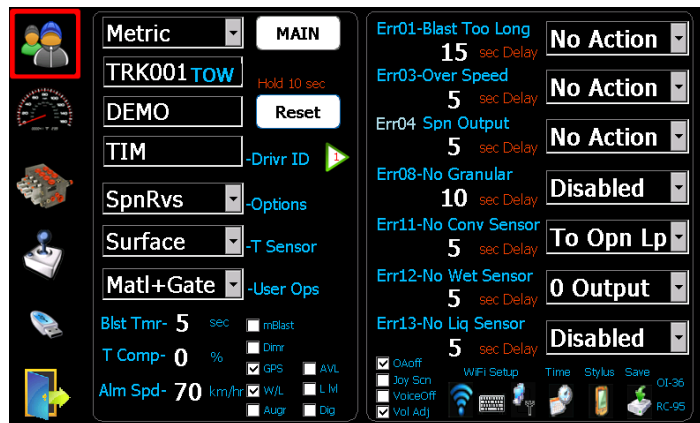 Metric
MAIN
TRK001 TOW
Hold 10 sec
DEMO
Reset
TIM
-Drivr ID
1
SpnRvs
-Options
Surface
-T Sensor
Matl+Gate
-User Ops
Blst Tmr- 5 sec
mBlast
T Comp- 0 %
Dimr
GPS AVL
Alm Spd- 70 km/hr
W/L L lvl
Augr Dig
Err01-Blast Too Long
15 sec Delay
No Action
Err03-Over Speed
5 sec Delay
No Action
Err04 Spn Output
5 sec Delay
No Action
Err08-No Granular
10 sec Delay
Disabled
Err11-No Conv Sensor
5 sec Delay
To Opn Lp
Err12-No Wet Sensor
5 sec Delay
0 Output
Err13-No Liq Sensor
5 sec Delay
Disabled
OAoff
Joy Scn
VoiceOff
Vol Adj
WiFi Setup
Time Stylus Save
OI-36
RC-95